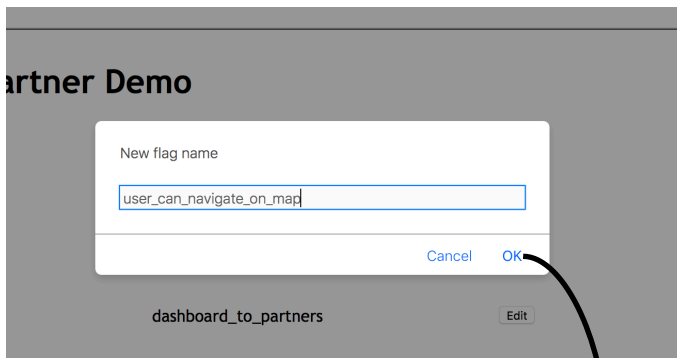 artner Demo
New flag name
user_can_navigate_on_map
Cancel OK
dashboard_to_partners Edit